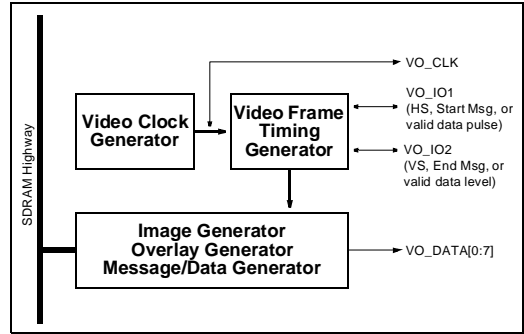 VO_CLK
VO_IO1
(HS, Start Msg, or
valid data pulse)
VO_IO2
(VS, End Msg, or
valid data level)
Video Clock
Generator
Video Frame
Timing
Generator
SDRAM Highway
Image Generator
Overlay Generator
Message/Data Generator
VO_DATA[0:7]